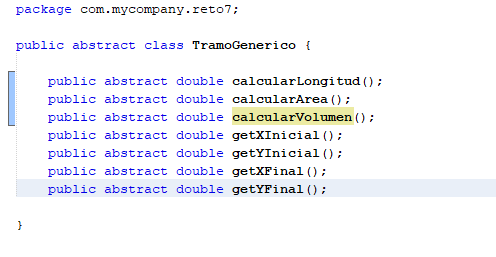 package com.mycompany.reto7;
public abstract class TramoGenerico {
public abstract double calcularLongitud();
public abstract double calcularArea();
public abstract double calcularVolumen();
public abstract double getXInicial();
public abstract double getYInicial();
public abstract double getXFinal();
public abstract double getYFinal();
}